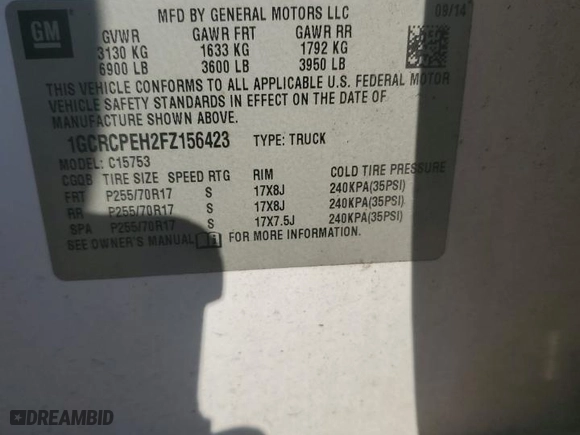 MFD BY GENERAL MOTORS LLC 09/14
GM
GVWR GAWR FRT GAWR RR
3130 KG 1633 KG 1792 KG
6900 LB 3600 LB 3950 LB
THIS VEHICLE CONFORMS TO ALL APPLICABLE U.S. FEDERAL MOTOR
VEHICLE SAFETY STANDARDS IN EFFECT ON THE DATE OF
MANUFACTURE SHOWN ABOVE.
1GCRCPEH2FZ156423 TYPE: TRUCK
MODEL: C15753
CGQB TIRE SIZE SPEED RTG RIM COLD TIRE PRESSURE
FRT P255/70R17 S 17X8J 240KPA(35PSI)
RR P255/70R17 S 17X8J 240KPA(35PSI)
SPA P255/70R17 S 17X7.5J 240KPA(35PSI)
SEE OWNER'S MANUAL FOR MORE INFORMATION.
DREAMBID